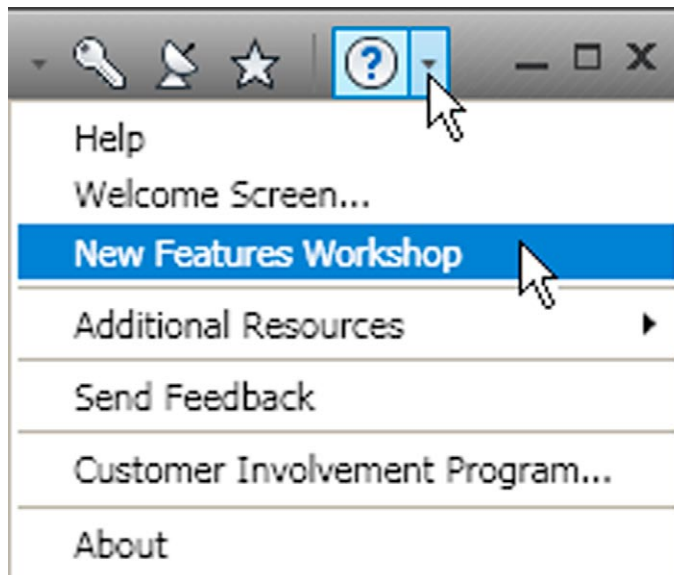 Help
Welcome Screen...
New Features Workshop
Additional Resources
Send Feedback
Customer Involvement Program...
About